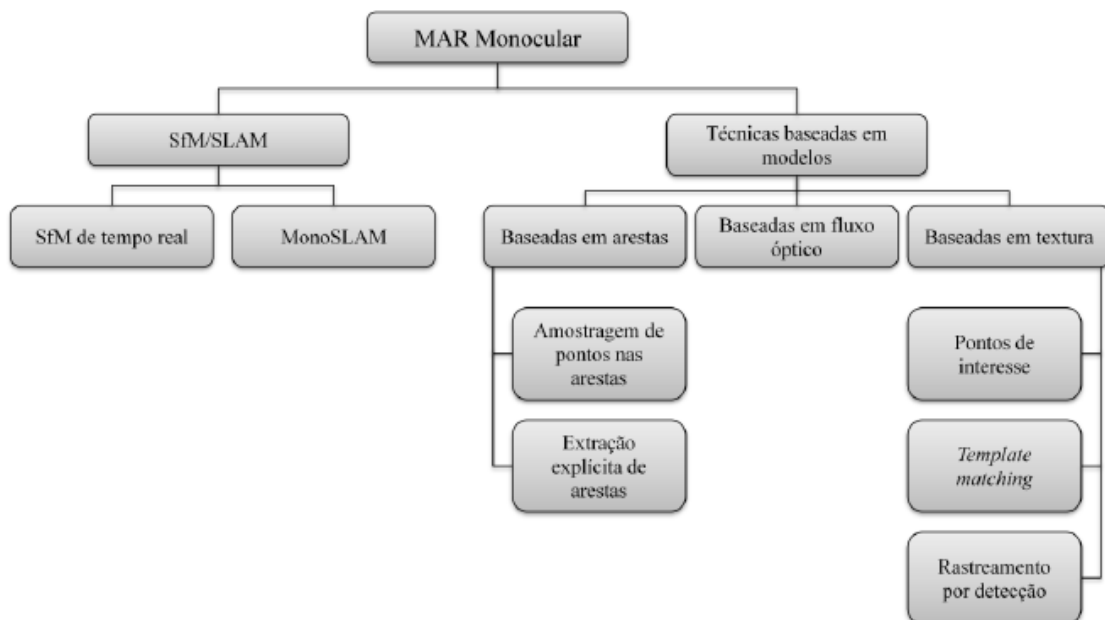 MAR Monocular
SfM/SLAM
Técnicas baseadas em
modelos
SfM de tempo real
MonoSLAM
Baseadas em arestas
Baseadas em fluxo
óptico
Baseadas em textura
Amostragem de
pontos nas
arestas
Pontos de
interesse
Extração
explícita de
arestas
Template
matching
Rastreamento
por detecção